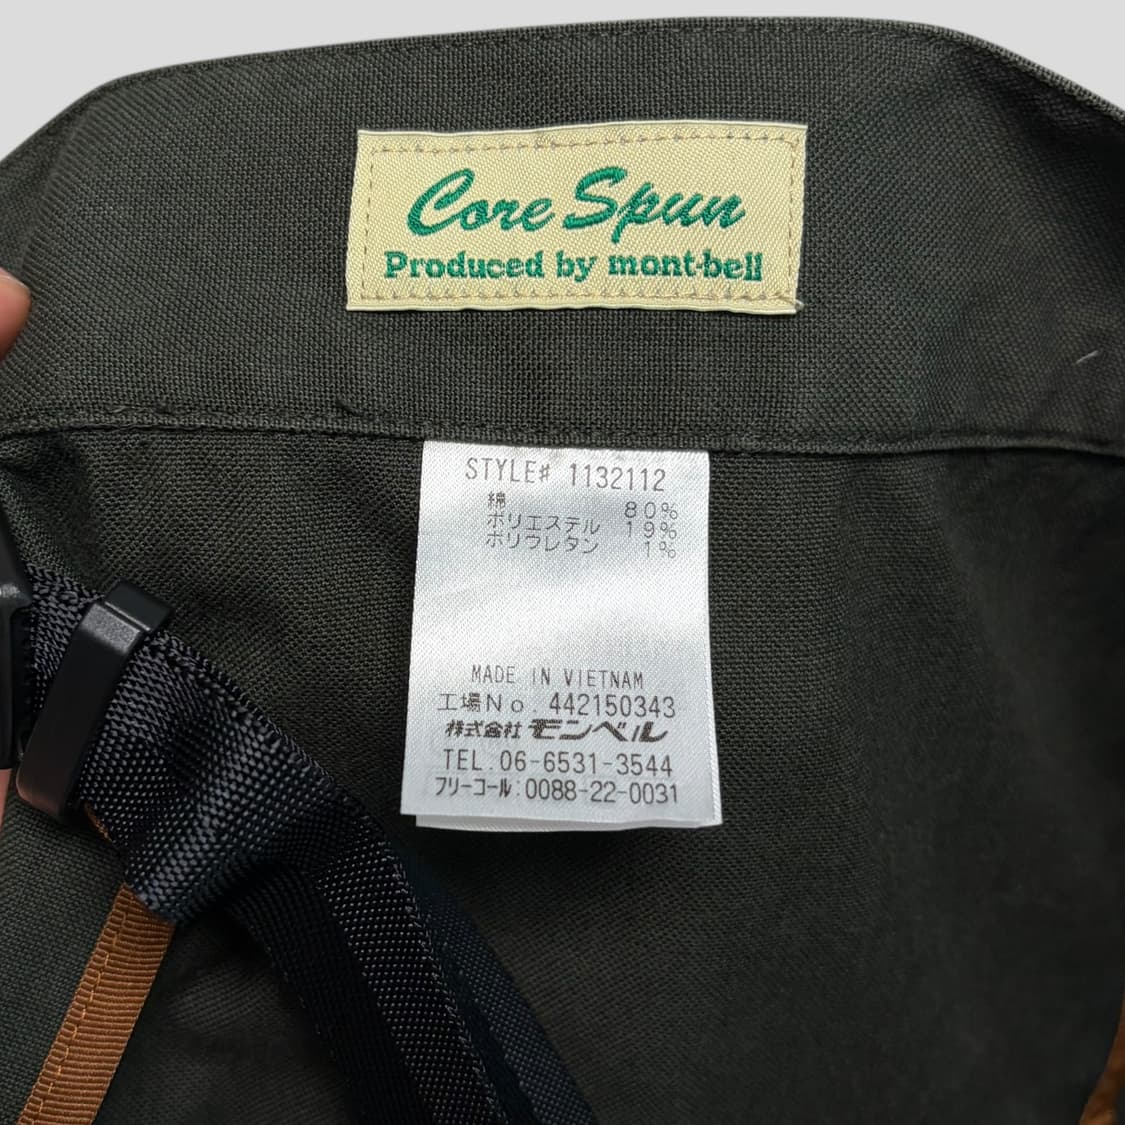 Core Spun
Produced by mont-bell
STYLE# 1132112
綿 80%
ポリエステル 19%
ポリウレタン 1%
MADE IN VIETNAM
工場No. 442150343
株式会社 モンベル
TEL.06-6531-3544
フリーコール:0088-22-0031